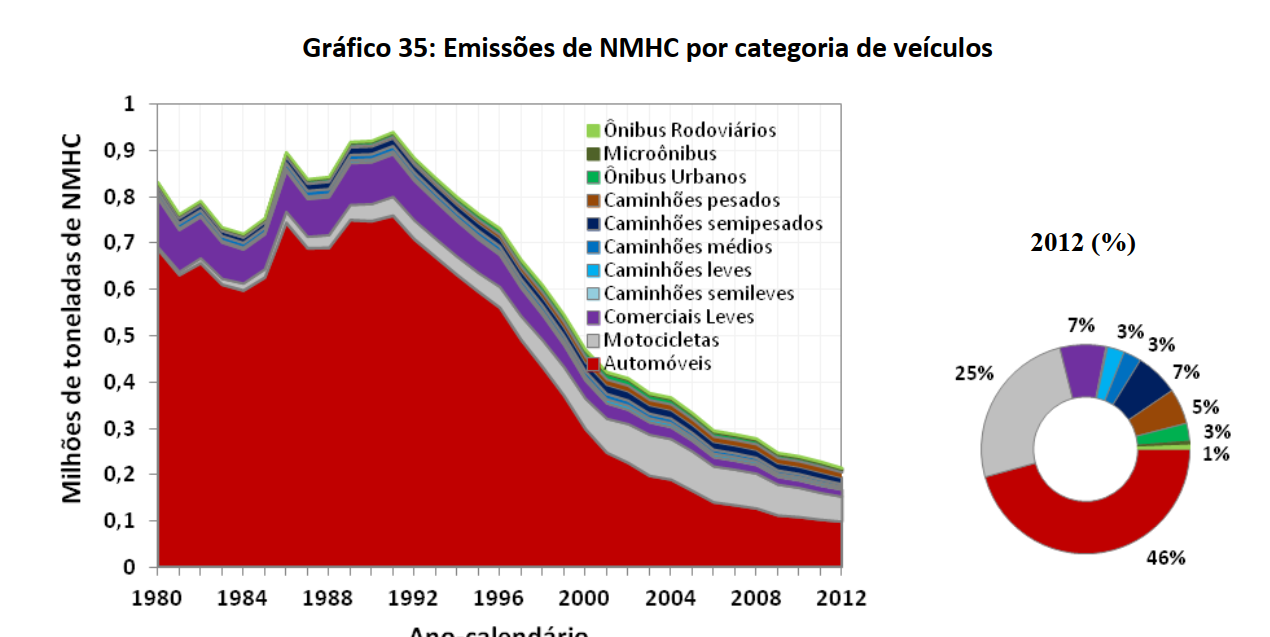 Gráfico 35: Emissões de NMHC por categoria de veículos
Milhões de toneladas de NMHC
1
0,9
0,8
0,7
0,6
0,5
0,4
0,3
0,2
0,1
0
1980 1984 1988 1992 1996 2000 2004 2008 2012
Ano-calendário
Ônibus Rodoviários
Microônibus
Ônibus Urbanos
Caminhões pesados
Caminhões semipesados
Caminhões médios
Caminhões leves
Caminhões semileves
Comerciais Leves
Motocicletas
Automóveis
2012 (%)
7%
3%
3%
7%
5%
3%
1%
46%
25%